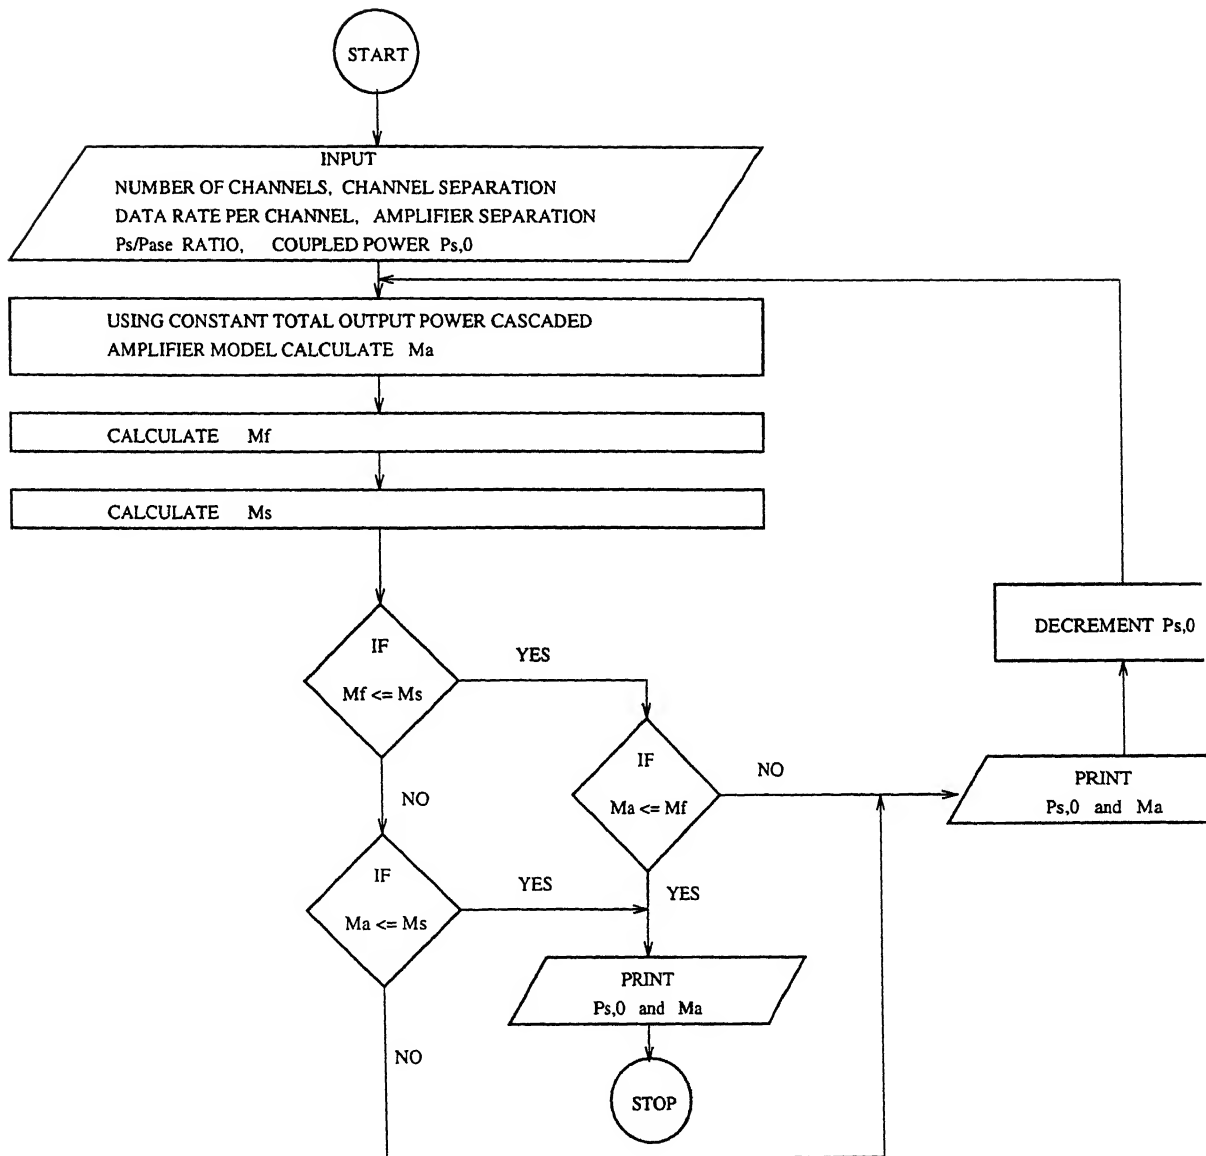 START
INPUT
NUMBER OF CHANNELS, CHANNEL SEPARATION
DATA RATE PER CHANNEL, AMPLIFIER SEPARATION
Ps/Pase RATIO, COUPLED POWER Ps,0
USING CONSTANT TOTAL OUTPUT POWER CASCADED
AMPLIFIER MODEL CALCULATE Ma
CALCULATE Mf
CALCULATE Ms
IF
Mf <= Ms
YES
NO
IF
Ma <= Mf
NO
YES
DECREMENT Ps,0
PRINT
Ps,0 and Ma
IF
Ma <= Ms
YES
NO
PRINT
Ps,0 and Ma
STOP